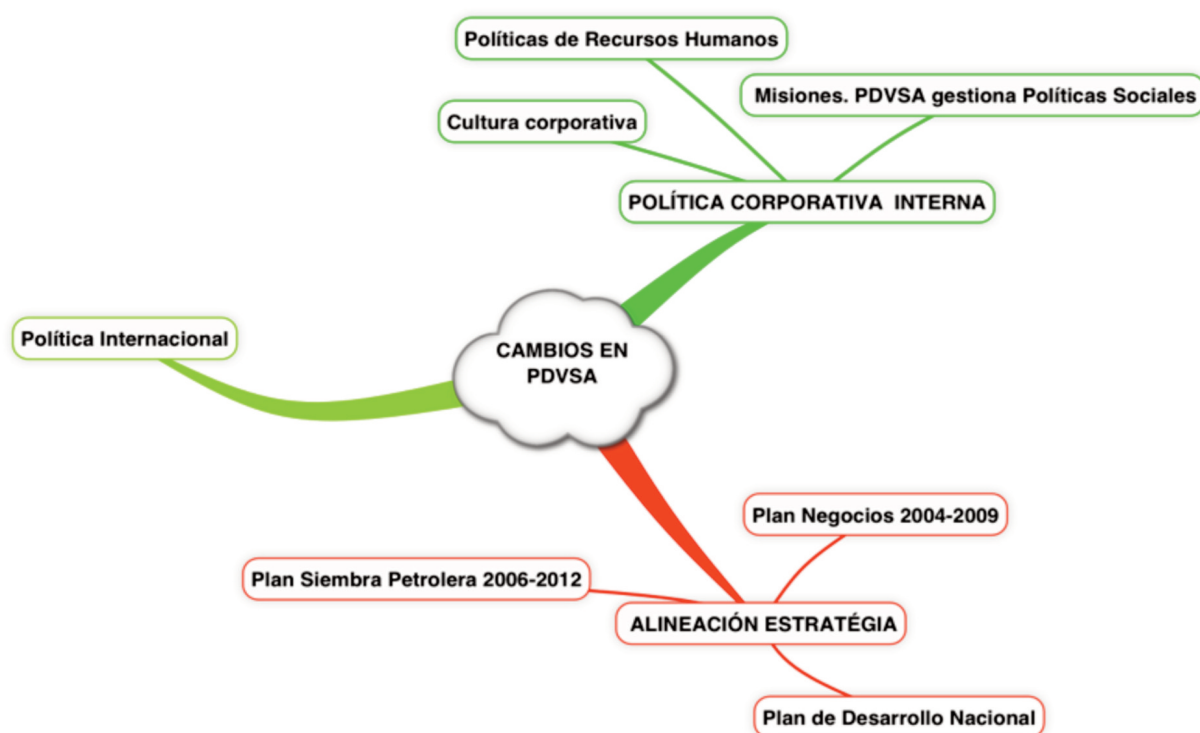 Políticas de Recursos Humanos
Misiones. PDVSA gestiona Políticas Sociales
Cultura corporativa
POLÍTICA CORPORATIVA INTERNA
Política Internacional
CAMBIOS EN
PDVSA
Plan Negocios 2004-2009
Plan Siembra Petrolera 2006-2012
ALINEACIÓN ESTRATÉGIA
Plan de Desarrollo Nacional